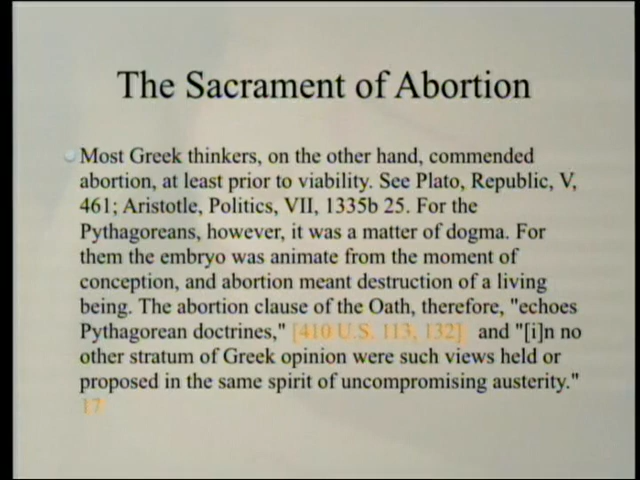 The Sacrament of Abortion
Most Greek thinkers, on the other hand, commended
abortion, at least prior to viability. See Plato, Republic, V,
461; Aristotle, Politics, VII, 1335b 25. For the
Pythagoreans, however, it was a matter of dogma. For
them the embryo was animate from the moment of
conception, and abortion meant destruction of a living
being. The abortion clause of the Oath, therefore, "echoes
Pythagorean doctrines," [410 U.S. 113, 132] and "[i]n no
other stratum of Greek opinion were such views held or
proposed in the same spirit of uncompromising austerity."
17